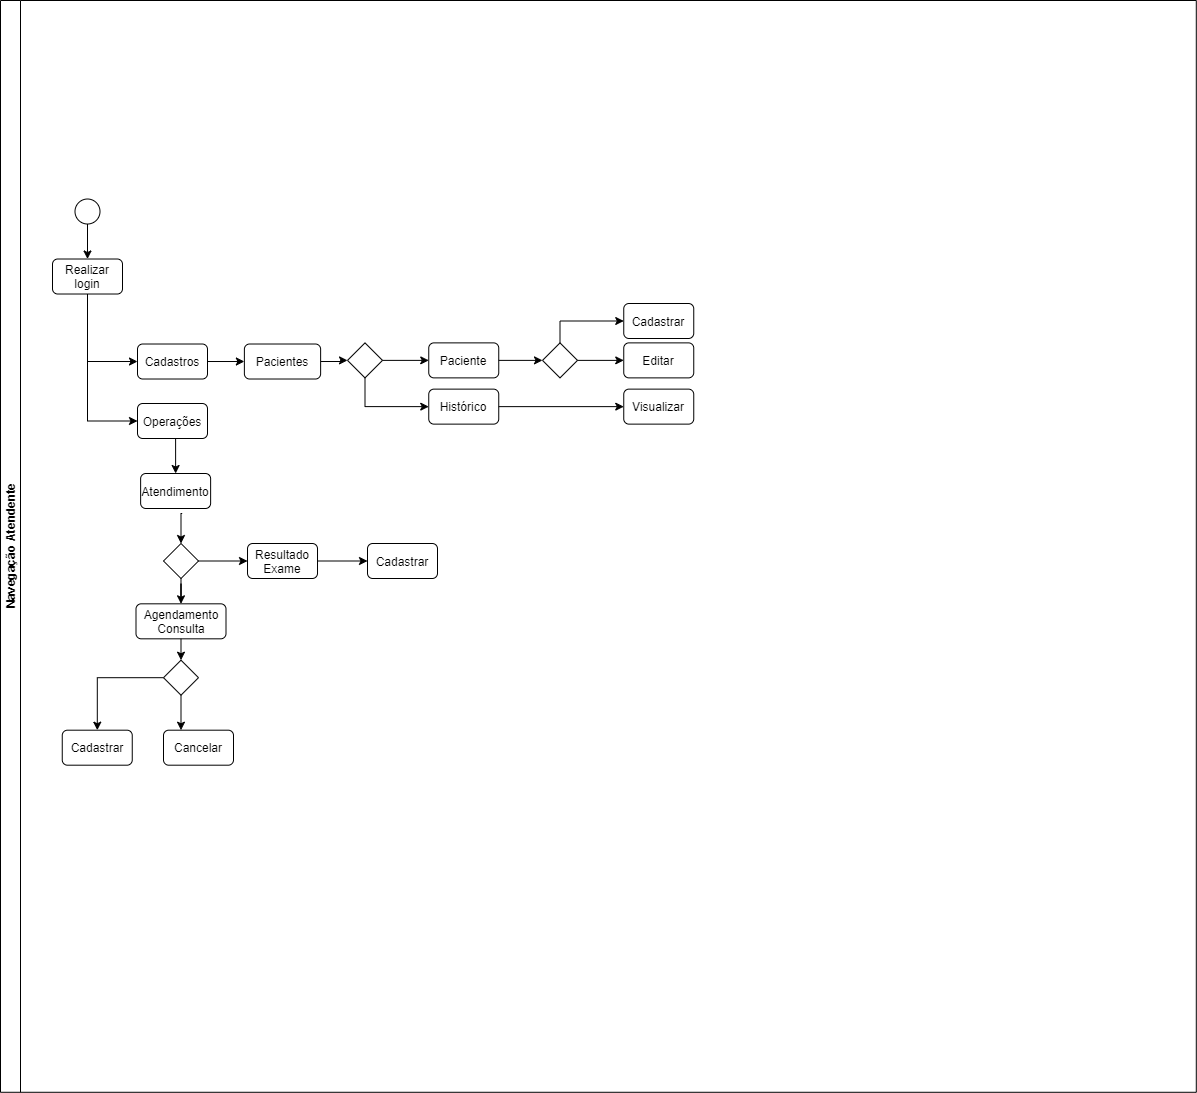 Navegação Atendente
Realizar
login
Cadastros
Pacientes
Paciente
Cadastrar
Editar
Histórico
Visualizar
Operações
Atendimento
Resultado
Exame
Cadastrar
Agendamento
Consulta
Cadastrar
Cancelar